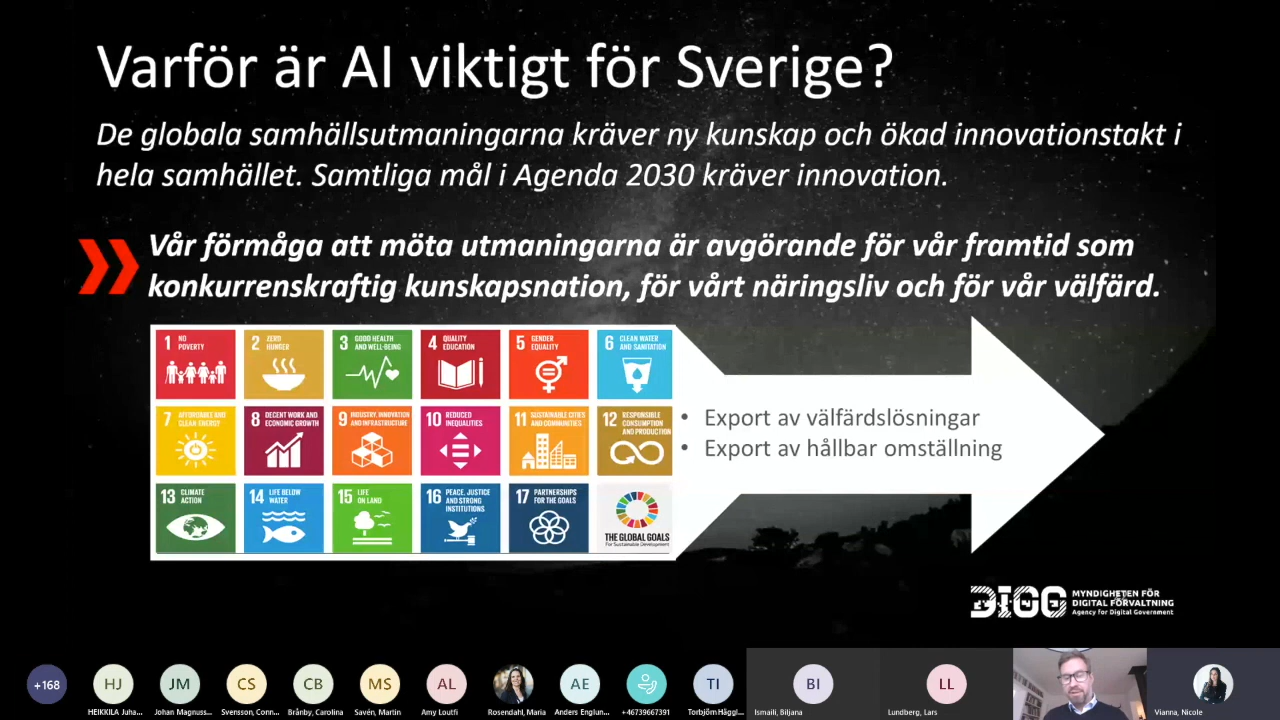 Varför är AI viktigt för Sverige?
De globala samhällsutmaningarna kräver ny kunskap och ökad innovationstakt i
hela samhället. Samtliga mål i Agenda 2030 kräver innovation.
Vår förmåga att möta utmaningarna är avgörande för vår framtid som
konkurrenskraftig kunskapsnation, för vårt näringsliv och för vår välfärd.
1 NO
POVERTY
2 ZERO
HUNGER
3 GOOD HEALTH
AND WELL-BEING
4 QUALITY
EDUCATION
5 GENDER
EQUALITY
6 CLEAN WATER
AND SANITATION
7 AFFORDABLE AND
CLEAN ENERGY
8 DECENT WORK AND
ECONOMIC GROWTH
9 INDUSTRY, INNOVATION
AND INFRASTRUCTURE
10 REDUCED
INEQUALITIES
11 SUSTAINABLE CITIES
AND COMMUNITIES
12 RESPONSIBLE
CONSUMPTION
AND PRODUCTION
13 CLIMATE
ACTION
14 LIFE BELOW
WATER
15 LIFE
ON LAND
16 PEACE, JUSTICE
AND STRONG
INSTITUTIONS
17 PARTNERSHIPS
FOR THE GOALS
THE GLOBAL GOALS
For Sustainable Development
• Export av välfärdslösningar
• Export av hållbar omställning
DIGG
MYNDIGHETEN FÖR
DIGITAL FÖRVALTNING
Agency for Digital Government
+168
HJ
JM
CS
CB
MS
AL
AE
TI
BI
LL
HEIKKILA Juha...
Johan Magnuss...
Svensson, Conn...
Brånby, Carolina
Savén, Martin
Amy Loutfi
Rosendahl, Maria
Anders Englun...
+46739667391
Torbjörn Häggl...
Ismaili, Biljana
Lundberg, Lars
Vianna, Nicole